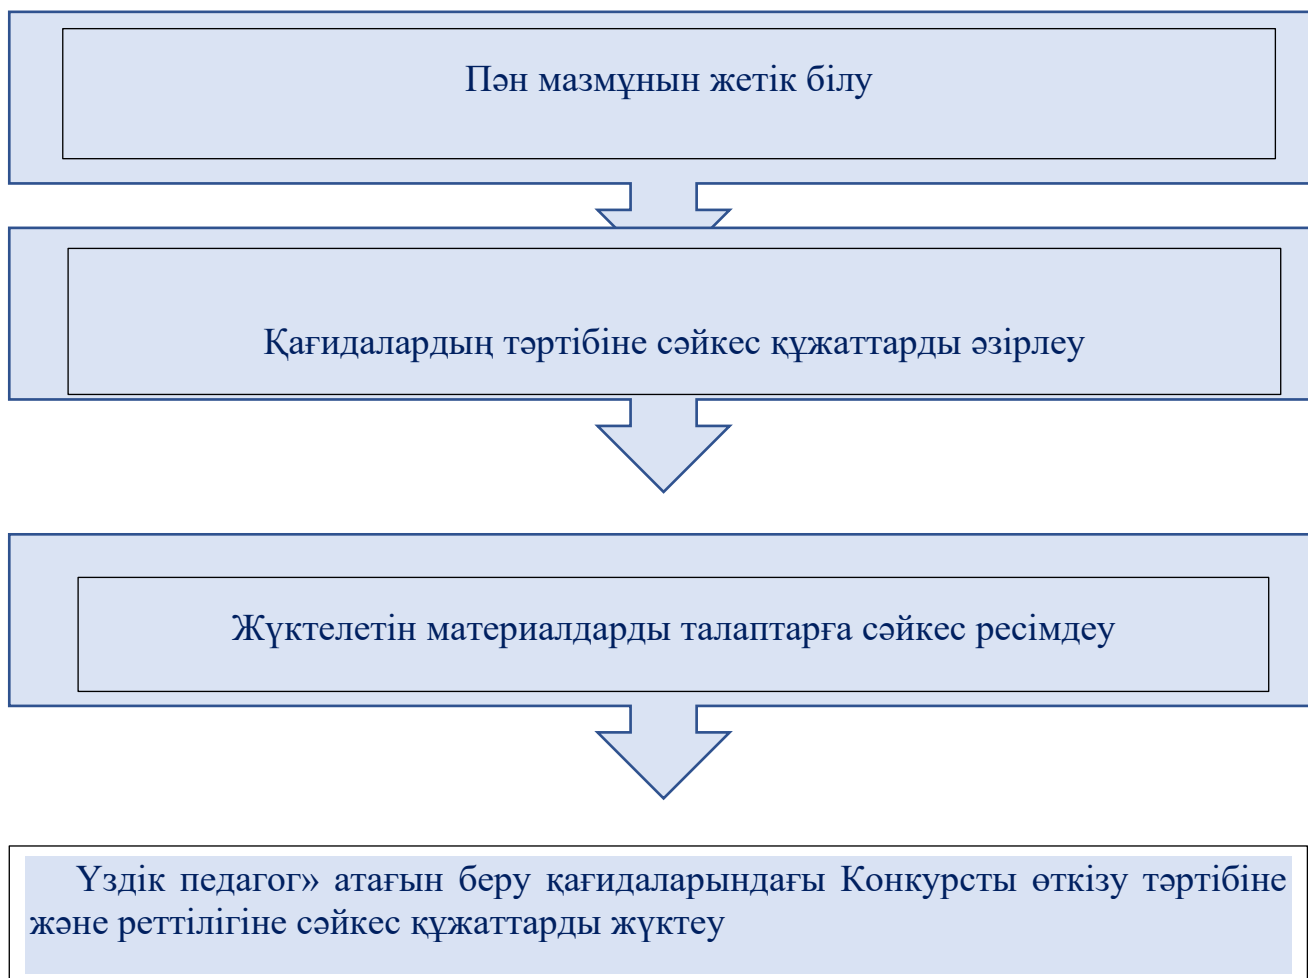 Пән мазмұнын жетік білу
Қағидалардың тәртібіне сәйкес құжаттарды әзірлеу
Жүктелетін материалдарды талаптарға сәйкес ресімдеу
Үздік педагог» атағын беру қағидаларындағы Конкурсты өткізу тәртібіне
және реттілігіне сәйкес құжаттарды жүктеу